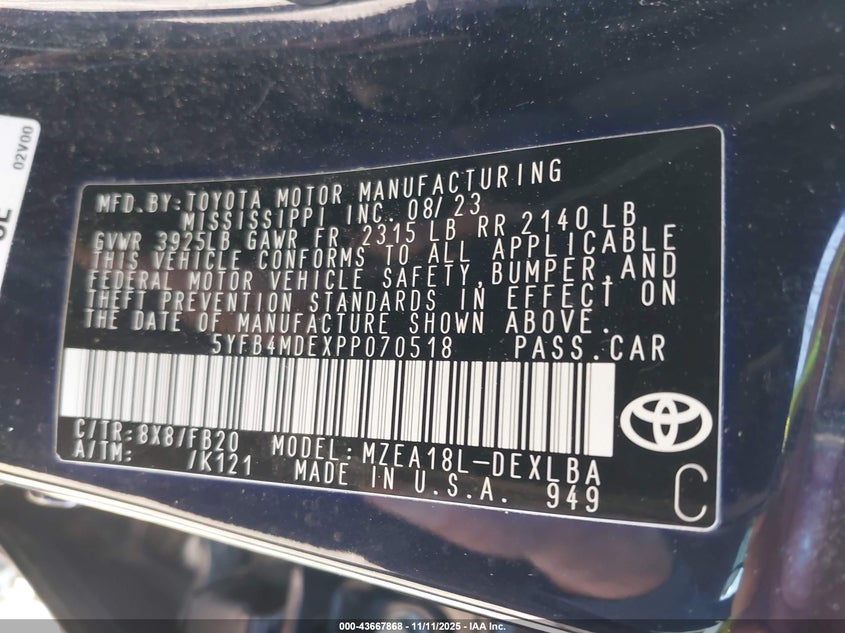 02V00
MFD.BY:TOYOTA MOTOR MANUFACTURING
MISSISSIPPI INC. 08/23
GVWR 3925LB GAWR FR 2315 LB RR 2140 LB
THIS VEHICLE CONFORMS TO ALL APPLICABLE
FEDERAL MOTOR VEHICLE SAFETY,BUMPER,AND
THEFT PREVENTION STANDARDS IN EFFECT ON
THE DATE OF MANUFACTURE SHOWN ABOVE.
5YFB4MDEXPP070518 PASS.CAR
C/TR:8X8/FB20 MODEL:MZEA18L-DEXLBA
A/TM: /K121 MADE IN U.S.A. 949
C
000-43667868 - 11/11/2025 - IAA Inc.